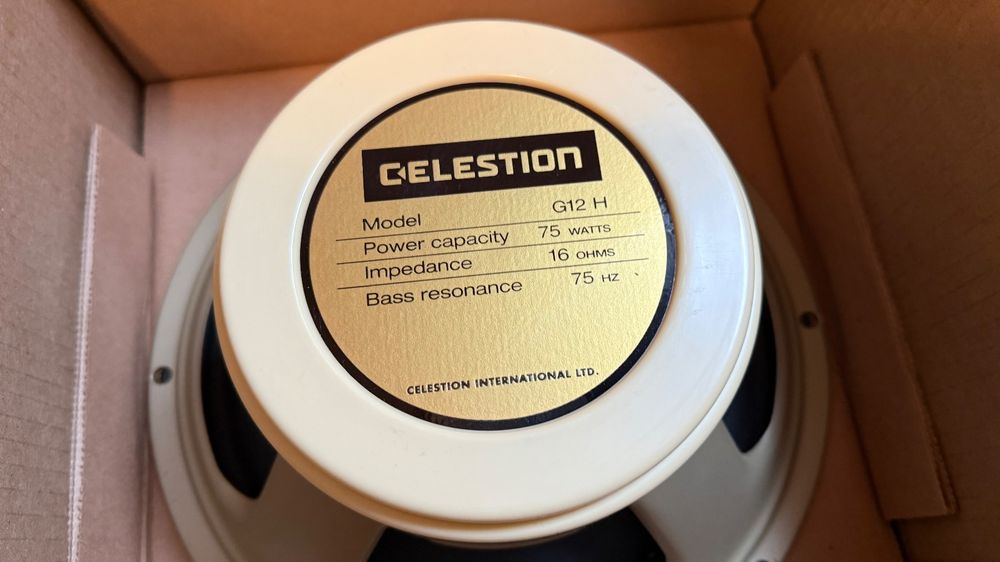 CELESTION
Model G12 H
Power capacity 75 WATTS
Impedance 16 OHMS
Bass resonance 75 HZ
CELESTION INTERNATIONAL LTD.